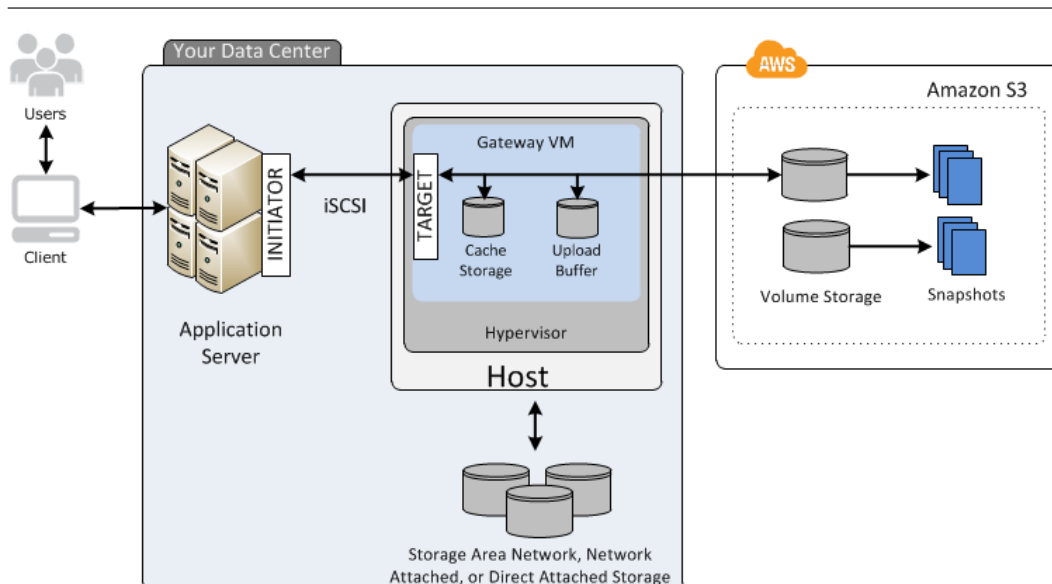 Your Data Center
AWS
Amazon S3
Users
Gateway VM
INITIATOR
iSCSI
TARGET
Cache
Storage
Upload
Buffer
Client
Volume Storage
Snapshots
Application
Server
Hypervisor
Host
Storage Area Network, Network
Attached, or Direct Attached Storage